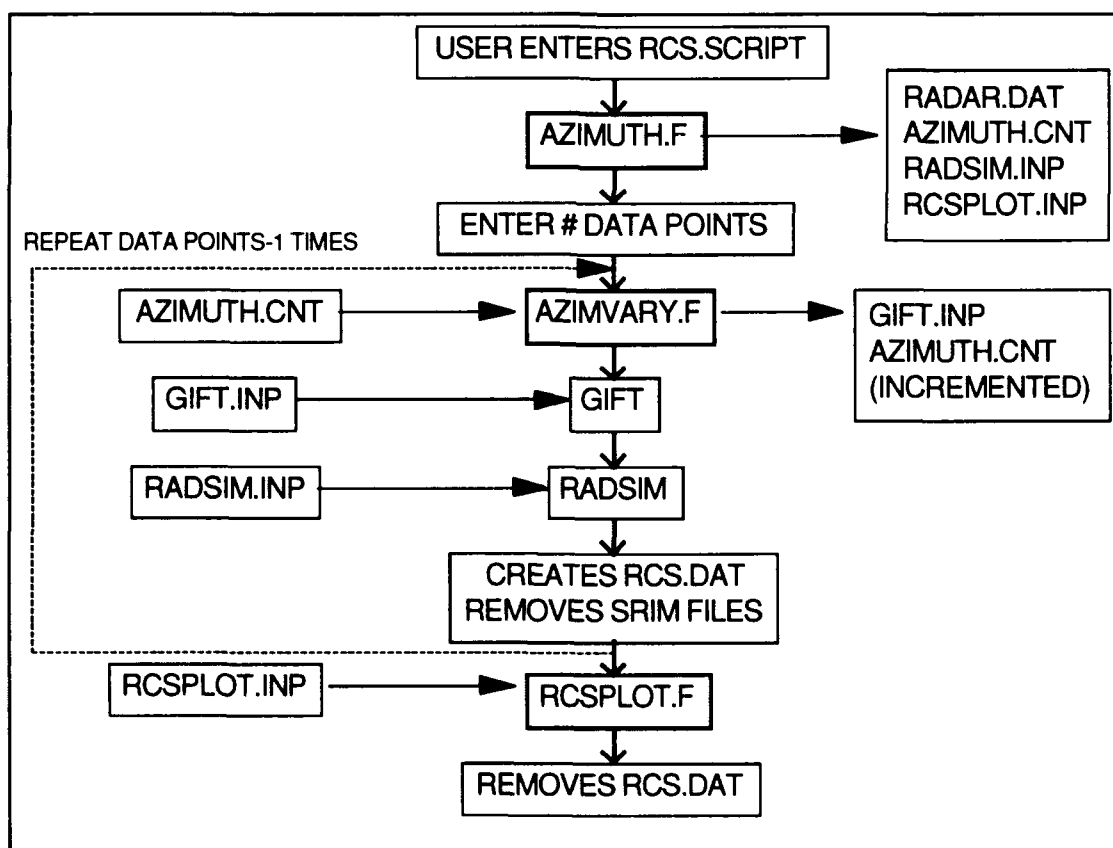 USER ENTERS RCS.SCRIPT
AZIMUTH.F
RADAR.DAT
AZIMUTH.CNT
RADSIM.INP
RCSPLOT.INP
ENTER # DATA POINTS
REPEAT DATA POINTS-1 TIMES
AZIMUTH.CNT
AZIMVARY.F
GIFT.INP
AZIMUTH.CNT
(INCREMENTED)
GIFT.INP
GIFT
RADSIM.INP
RADSIM
CREATES RCS.DAT
REMOVES SRIM FILES
RCSPLOT.INP
RCSPLOT.F
REMOVES RCS.DAT